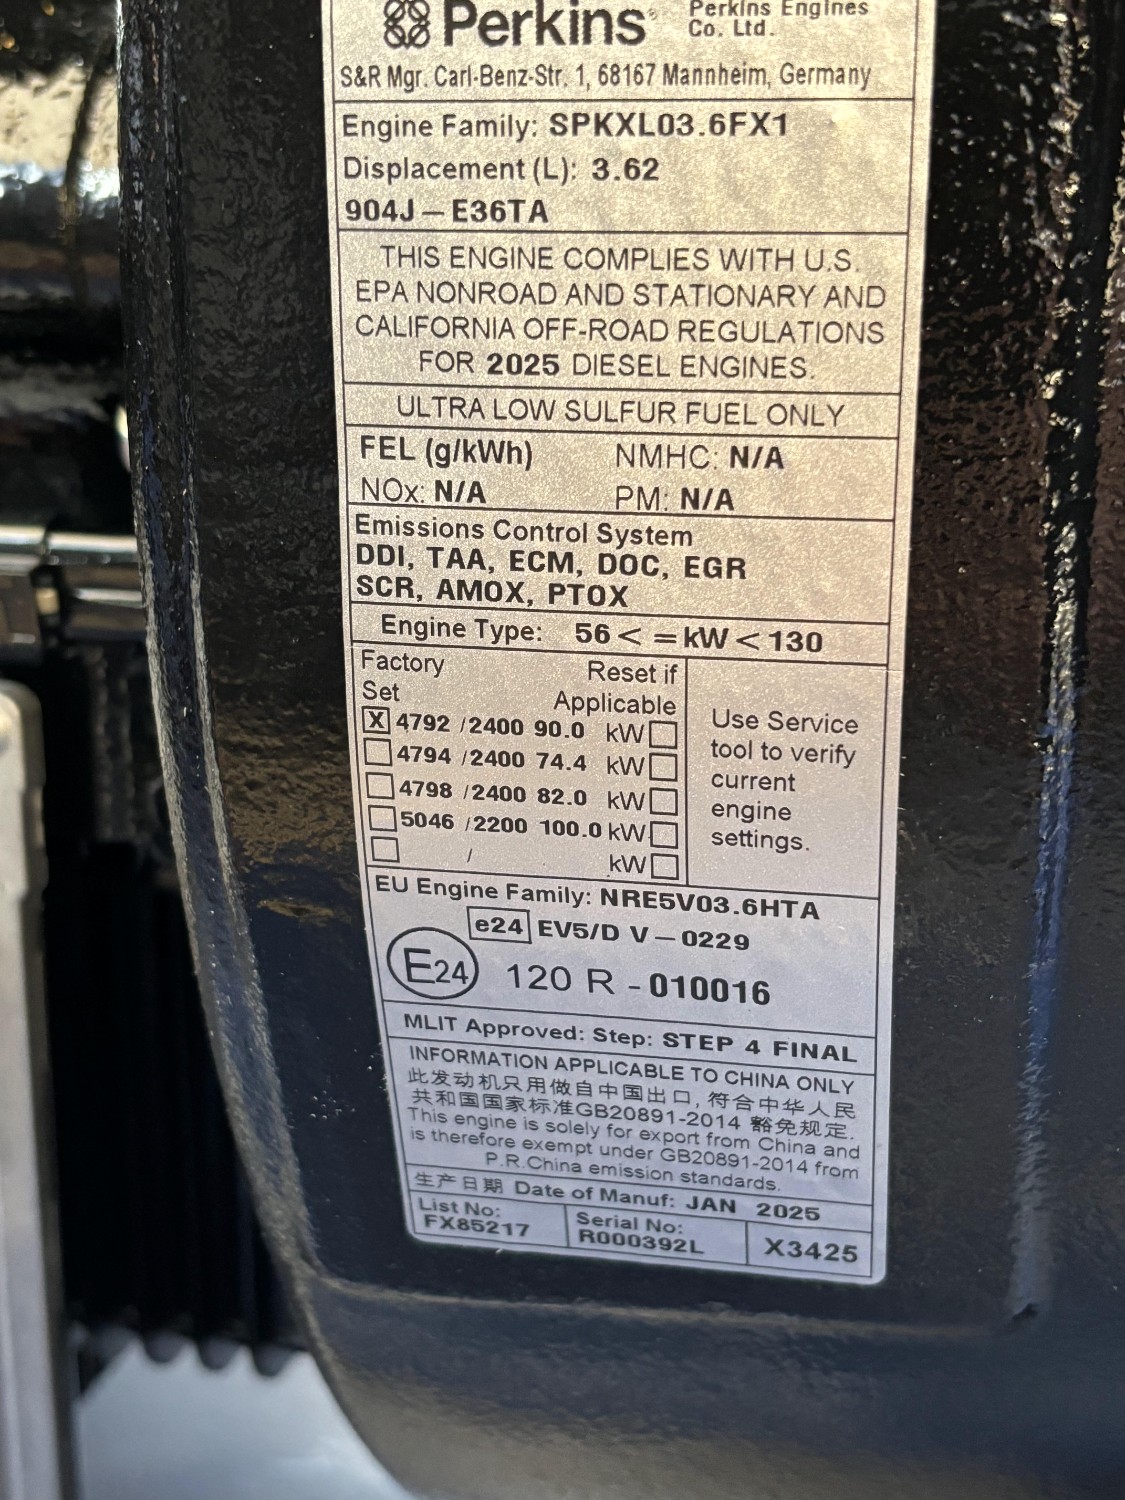 Perkins® Perkins Engines
Co. Ltd.
S&R Mgr. Carl-Benz-Str. 1, 68167 Mannheim, Germany
Engine Family: SPKXL03.6FX1
Displacement (L): 3.62
904J – E36TA
THIS ENGINE COMPLIES WITH U.S.
EPA NONROAD AND STATIONARY AND
CALIFORNIA OFF-ROAD REGULATIONS
FOR 2025 DIESEL ENGINES.
ULTRA LOW SULFUR FUEL ONLY
FEL (g/kWh) NMHC: N/A
NOx: N/A PM: N/A
Emissions Control System
DDI, TAA, ECM, DOC, EGR
SCR, AMOX, PTOX
Engine Type: 56 < = kW < 130
Factory Reset if
Set Applicable
X 4792 /2400 90.0 kW
4794 /2400 74.4 kW
4798 /2400 82.0 kW
5046 /2200 100.0 kW
/ kW
Use Service
tool to verify
current
engine
settings.
EU Engine Family: NRE5V03.6HTA
e24 EV5/D V – 0229
E24 120 R - 010016
MLIT Approved: Step: STEP 4 FINAL
INFORMATION APPLICABLE TO CHINA ONLY
此发动机只用做自中国出口, 符合中华人民
共和国国家标准GB20891-2014 豁免规定.
This engine is solely for export from China and
is therefore exempt under GB20891-2014 from
P.R.China emission standards.
生产日期 Date of Manuf: JAN 2025
List No:
FX85217
Serial No:
R000392L
X3425